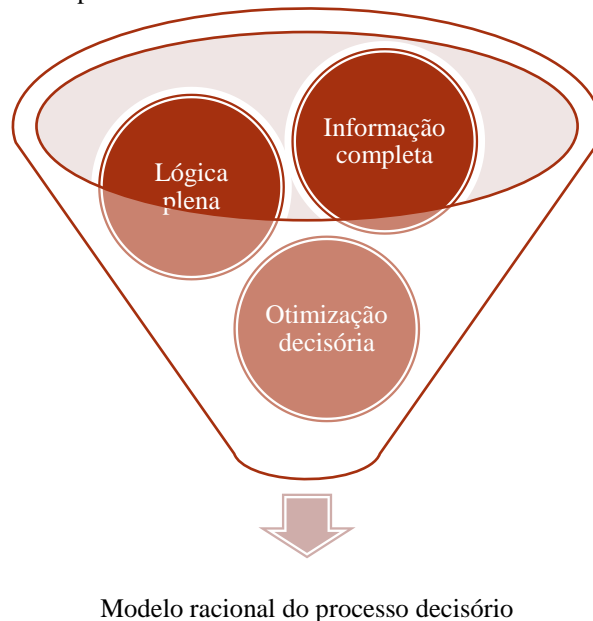 Informação
completa
Lógica
plena
Otimização
decisória
Modelo racional do processo decisório